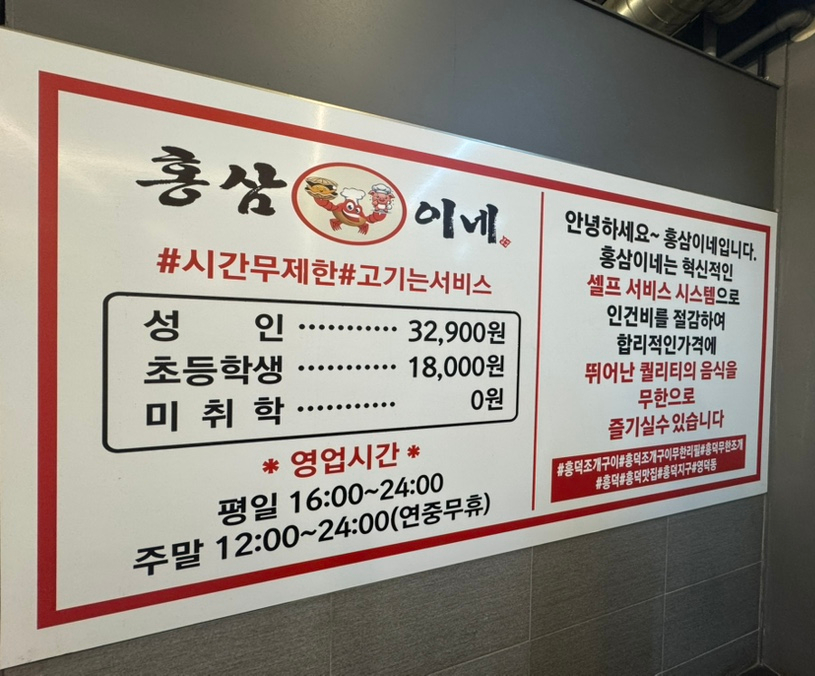 홍삼이네
#시간무제한#고기는서비스
성 인 ··········· 32,900원
초등학생 ··········· 18,000원
미 취 학 ··········· 0원
* 영업시간 *
평일 16:00~24:00
주말 12:00~24:00(연중무휴)
안녕하세요~ 홍삼이네입니다.
홍삼이네는 혁신적인
셀프 서비스 시스템으로
인건비를 절감하여
합리적인가격에
뛰어난 퀄리티의 음식을
무한으로
즐기실수 있습니다
#흥덕조개구이#흥덕조개구이무한리필#흥덕무한조개
#흥덕#흥덕맛집#흥덕지구#영덕동